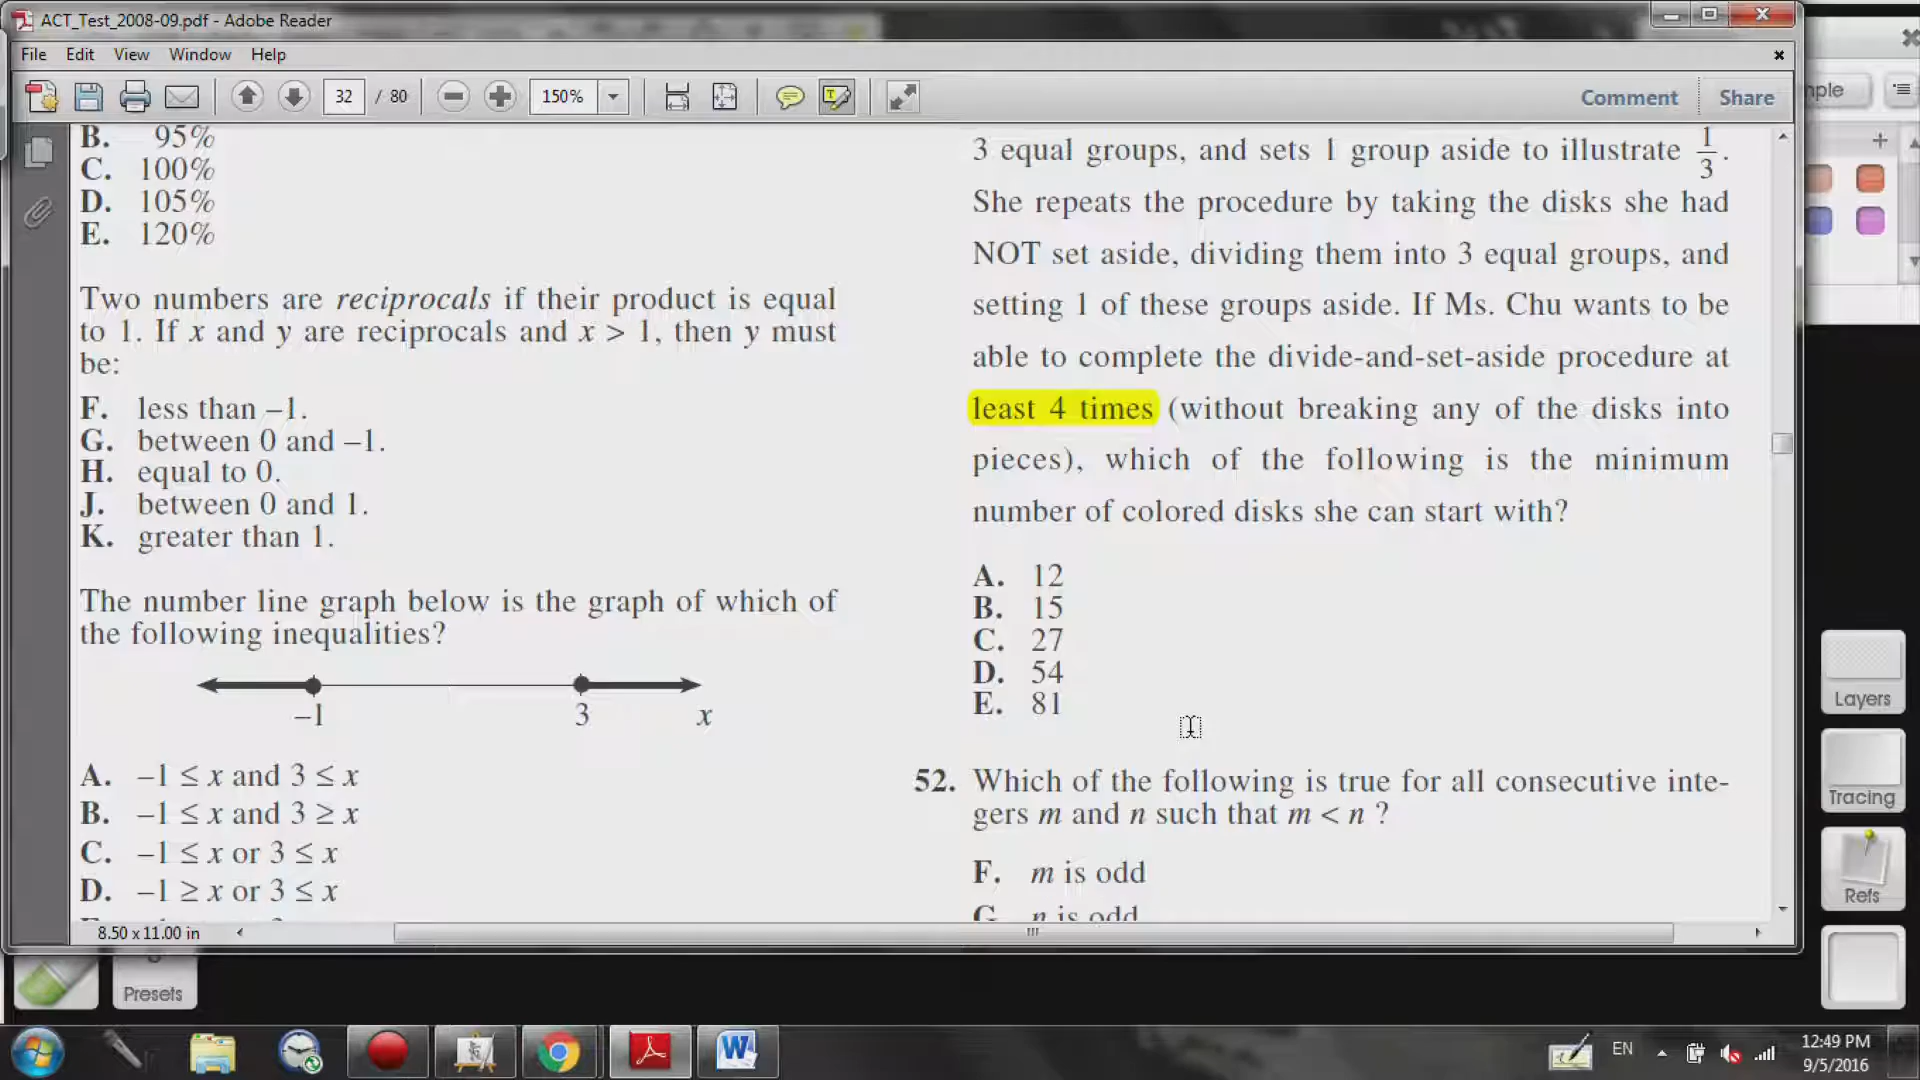 ACT_Test_2008-09.pdf - Adobe Reader
File Edit View Window Help
32 / 80 150% Comment Share
B. 95%
C. 100%
D. 105%
E. 120%
Two numbers are reciprocals if their product is equal
to 1. If x and y are reciprocals and x > 1, then y must
be:
F. less than –1.
G. between 0 and –1.
H. equal to 0.
J. between 0 and 1.
K. greater than 1.
The number line graph below is the graph of which of
the following inequalities?
–1 3 x
A. –1 ≤ x and 3 ≤ x
B. –1 ≤ x and 3 ≥ x
C. –1 ≤ x or 3 ≤ x
D. –1 ≥ x or 3 ≤ x
3 equal groups, and sets 1 group aside to illustrate 1/3.
She repeats the procedure by taking the disks she had
NOT set aside, dividing them into 3 equal groups, and
setting 1 of these groups aside. If Ms. Chu wants to be
able to complete the divide-and-set-aside procedure at
least 4 times (without breaking any of the disks into
pieces), which of the following is the minimum
number of colored disks she can start with?
A. 12
B. 15
C. 27
D. 54
E. 81
52. Which of the following is true for all consecutive inte-
gers m and n such that m < n ?
F. m is odd
G. n is odd
8.50 x 11.00 in
Layers
Tracing
Refs
Presets
EN
12:49 PM
9/5/2016